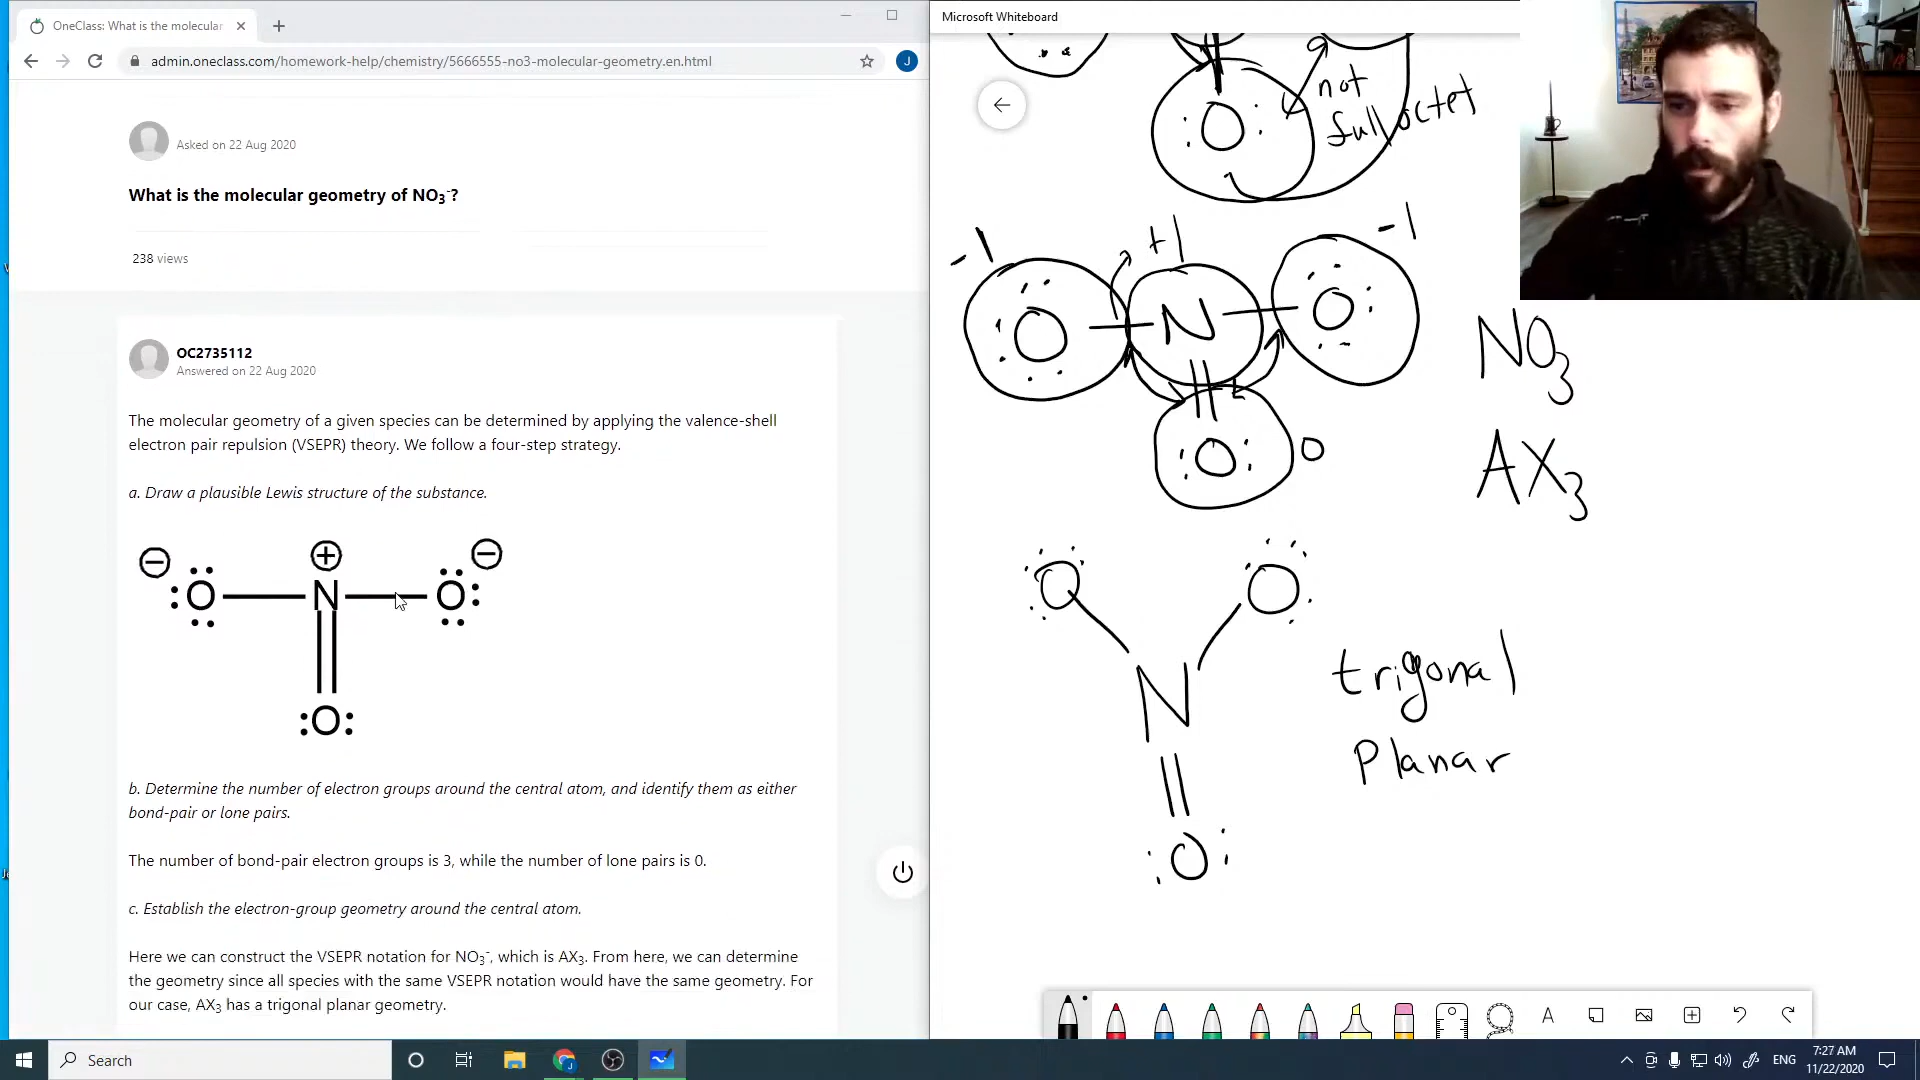 OneClass: What is the molecular
admin.oneclass.com/homework-help/chemistry/5666555-no3-molecular-geometry.en.html
J
Asked on 22 Aug 2020
What is the molecular geometry of NO3-?
238 views
OC2735112
Answered on 22 Aug 2020
The molecular geometry of a given species can be determined by applying the valence-shell
electron pair repulsion (VSEPR) theory. We follow a four-step strategy.
a. Draw a plausible Lewis structure of the substance.
O N O
O
b. Determine the number of electron groups around the central atom, and identify them as either
bond-pair or lone pairs.
The number of bond-pair electron groups is 3, while the number of lone pairs is 0.
c. Establish the electron-group geometry around the central atom.
Here we can construct the VSEPR notation for NO3-, which is AX3. From here, we can determine
the geometry since all species with the same VSEPR notation would have the same geometry. For
our case, AX3 has a trigonal planar geometry.
Microsoft Whiteboard
O
not
full octet
-1 +1 -1
O N O
O 0
NO3
AX3
O O
N
O
trigonal
Planar
Search
ENG
7:27 AM
11/22/2020